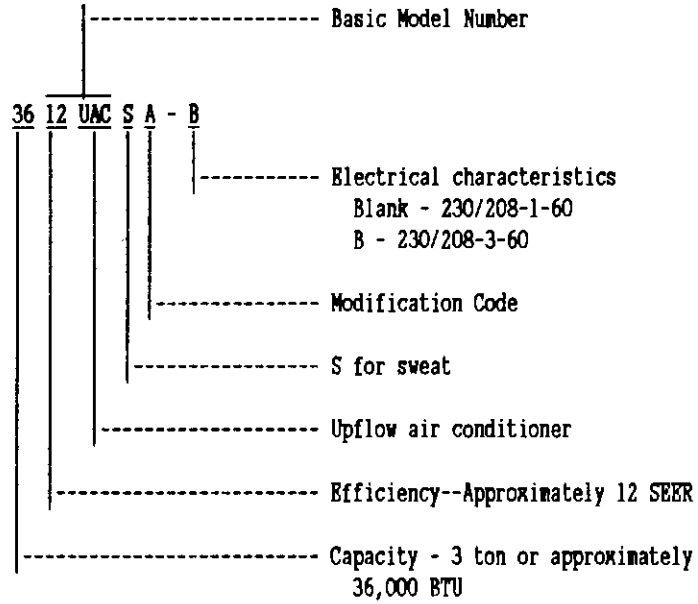 Basic Model Number
36 12 UAC S A - B
Electrical characteristics
Blank - 230/208-1-60
B - 230/208-3-60
Modification Code
S for sweat
Upflow air conditioner
Efficiency--Approximately 12 SEER
Capacity - 3 ton or approximately
36,000 BTU